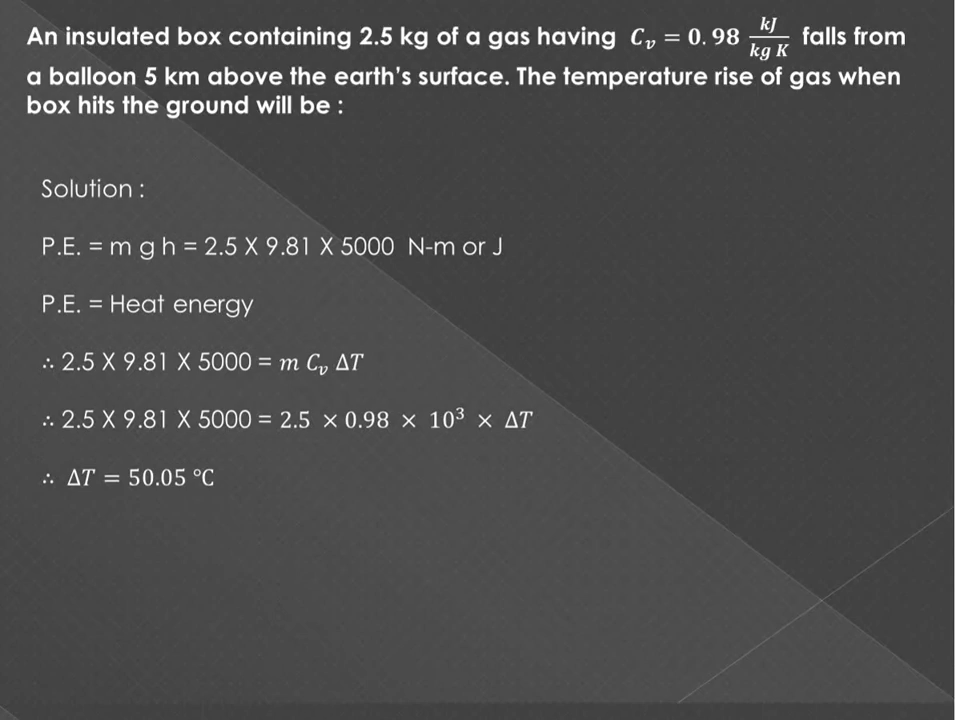 An insulated box containing 2.5 kg of a gas having C_v = 0.98 kJ/kg K falls from
a balloon 5 km above the earth's surface. The temperature rise of gas when
box hits the ground will be :
Solution :
P.E. = m g h = 2.5 X 9.81 X 5000 N-m or J
P.E. = Heat energy
∴ 2.5 X 9.81 X 5000 = m C_v ΔT
∴ 2.5 X 9.81 X 5000 = 2.5 × 0.98 × 10³ × ΔT
∴ ΔT = 50.05 °C